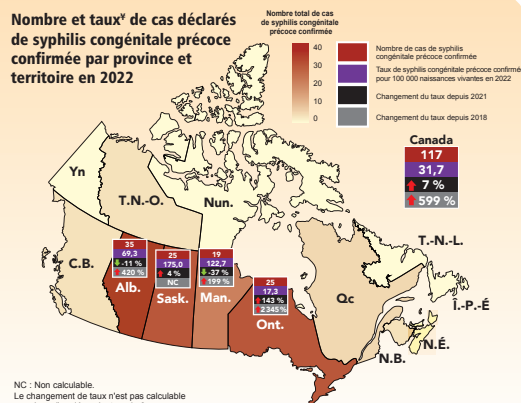 Nombre et taux¥ de cas déclarés
de syphilis congénitale précoce
confirmée par province et
territoire en 2022
Nombre total de cas
de syphilis congénitale
précoce confirmée
40
30
20
10
0
Nombre de cas de syphilis
congénitale précoce confirmée
Taux de syphilis congénitale précoce confirmée
pour 100 000 naissances vivantes en 2022
Changement du taux depuis 2021
Changement du taux depuis 2018
Canada
117
31,7
7 %
599 %
Yn
T.N.-O.
Nun.
T.-N.-L.
C.B.
35
69,3
-11 %
420 %
Alb.
25
175,0
4 %
NC
Sask.
19
122,7
-37 %
199 %
Man.
25
17,3
143 %
2 345 %
Ont.
Qc
Î.-P.-É
N.É.
N.B.
NC : Non calculable.
Le changement de taux n'est pas calculable